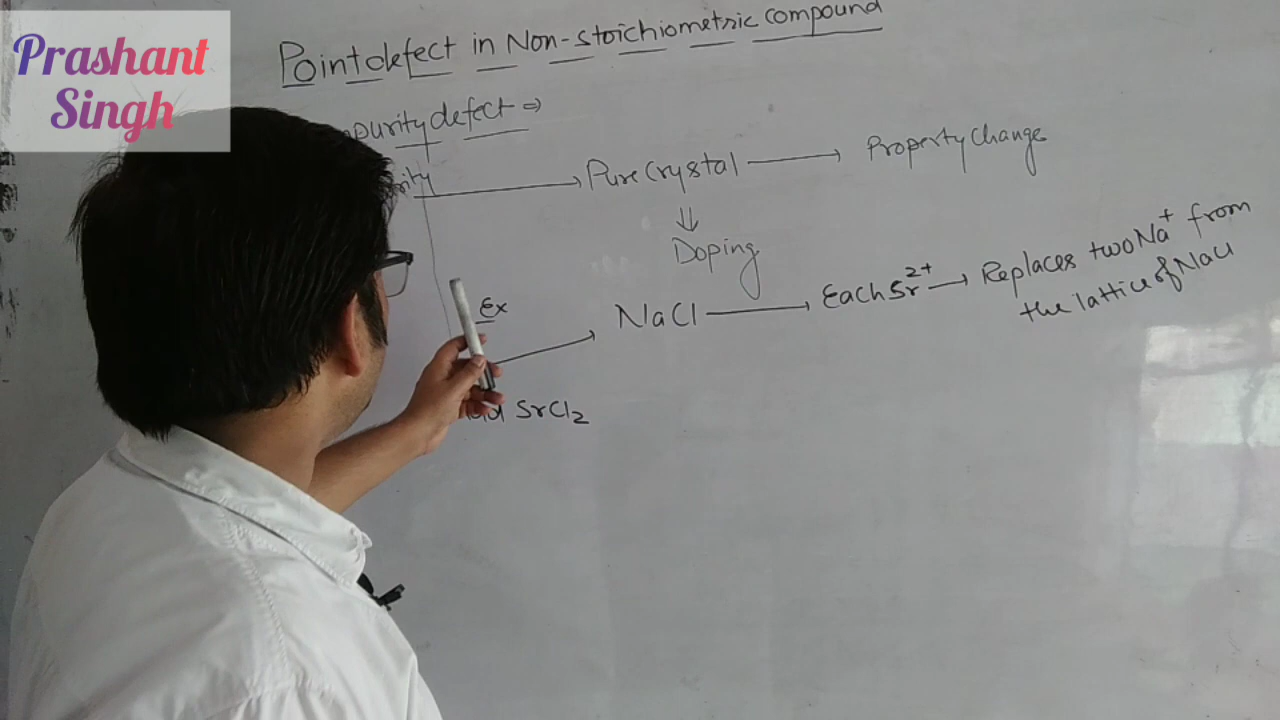 Prashant
Singh
Point defect in Non-stoichiometric compound
purity defect ⇒
rity → Pure Crystal → Property Change
⇓
Doping
Ex
→ NaCl → Each Sr²⁺ → Replaces two Na⁺ from
the lattice of NaCl
SrCl₂